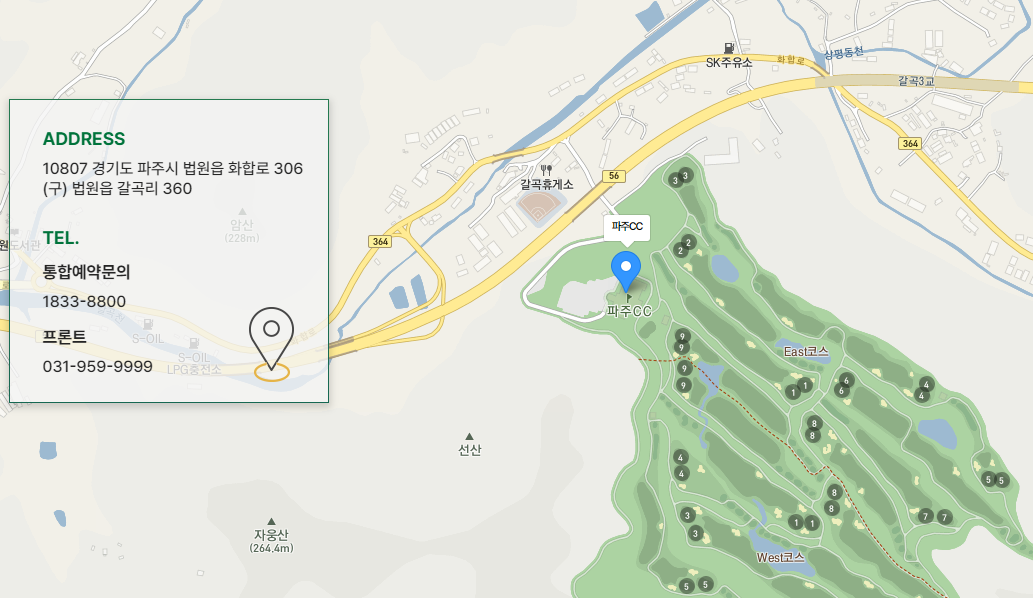 ADDRESS
10807 경기도 파주시 법원읍 화합로 306
(구) 법원읍 갈곡리 360
TEL.
통합예약문의
1833-8800
프론트
031-959-9999
암산
(228m)
S-OIL
S-OIL
LPG충전소
364
SK주유소
화합로
상평동천
갈곡3교
364
56
갈곡휴게소
파주CC
파주CC
선산
자웅산
(264.4m)
East코스
West코스
3 3
2 2
9
9
9
9
1 1
6
6
4
4
8
8
5 5
7 7
4
4
8
8
3
3
1 1
5 5